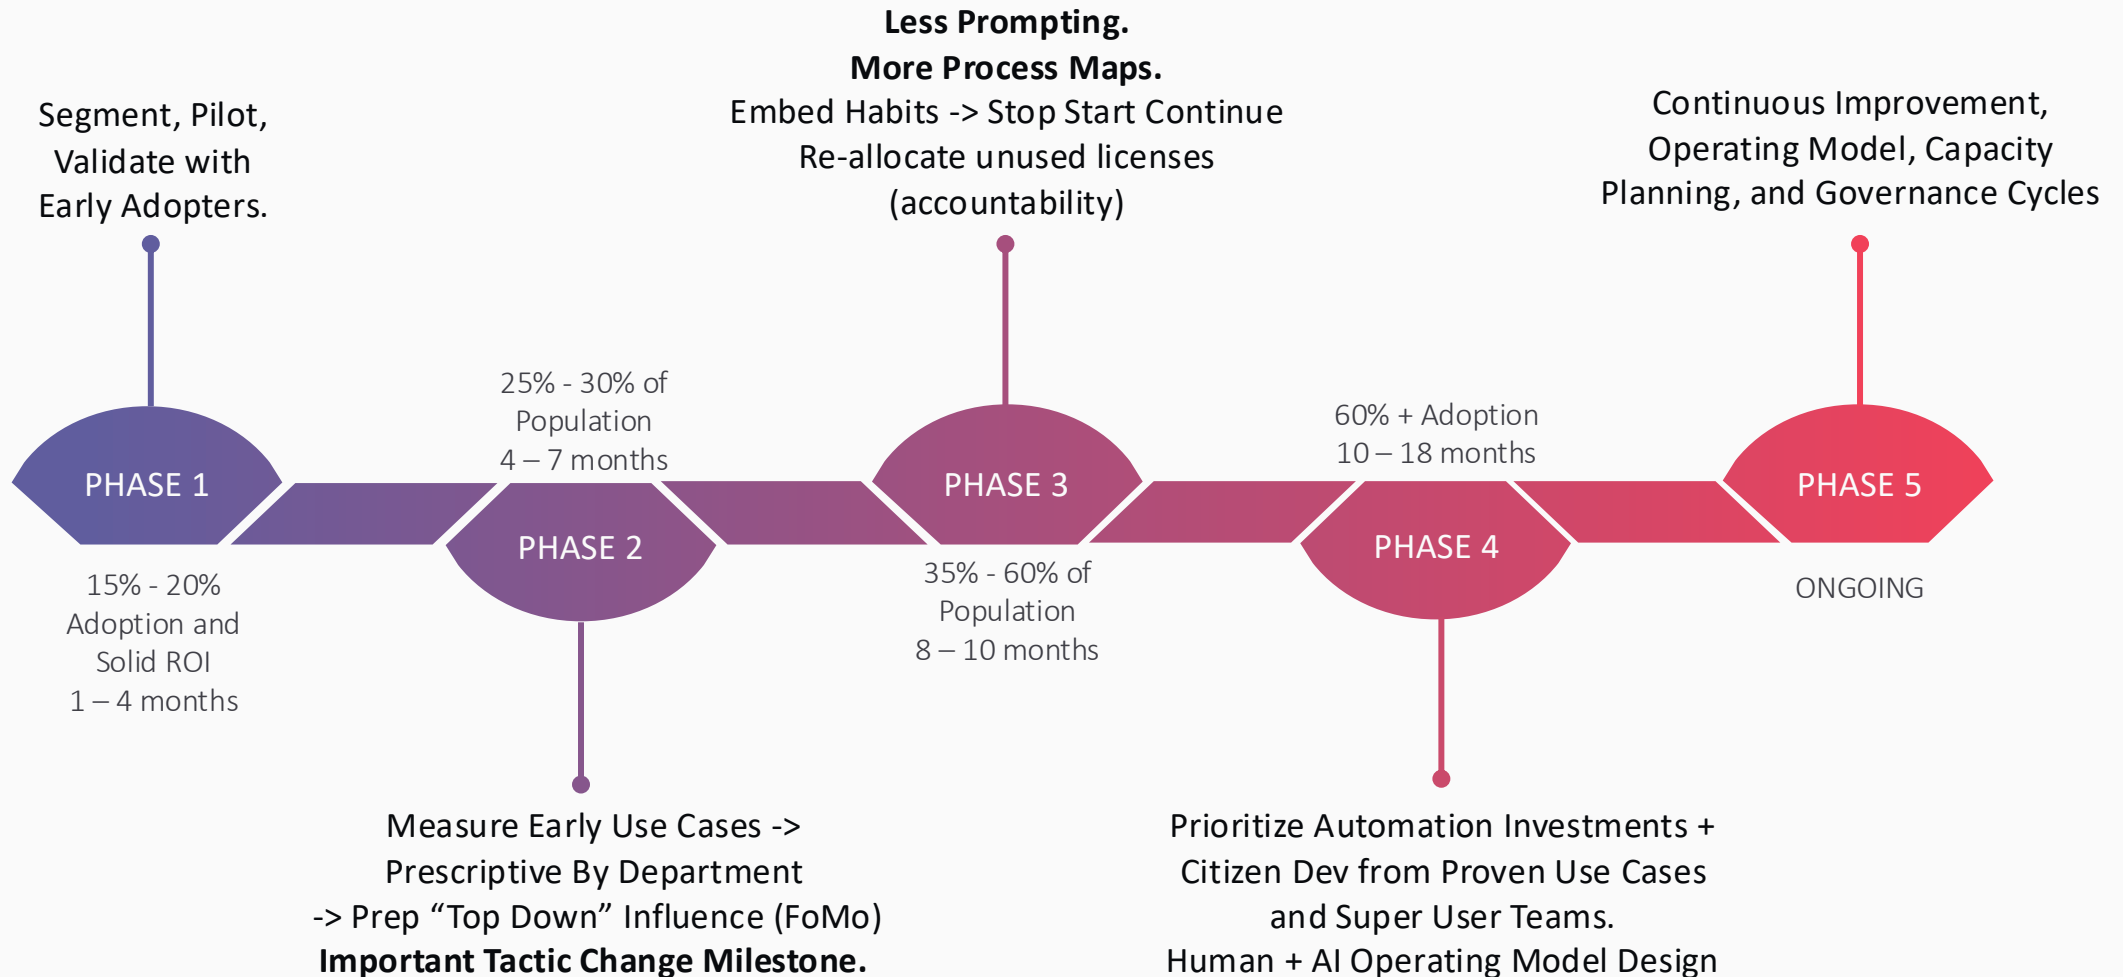 Segment, Pilot,
Validate with
Early Adopters.
PHASE 1
15% - 20%
Adoption and
Solid ROI
1 – 4 months
25% - 30% of
Population
4 – 7 months
PHASE 2
Measure Early Use Cases ->
Prescriptive By Department
-> Prep “Top Down” Influence (FoMo)
Important Tactic Change Milestone.
Less Prompting.
More Process Maps.
Embed Habits -> Stop Start Continue
Re-allocate unused licenses
(accountability)
PHASE 3
35% - 60% of
Population
8 – 10 months
60% + Adoption
10 – 18 months
PHASE 4
Prioritize Automation Investments +
Citizen Dev from Proven Use Cases
and Super User Teams.
Human + AI Operating Model Design
Continuous Improvement,
Operating Model, Capacity
Planning, and Governance Cycles
PHASE 5
ONGOING